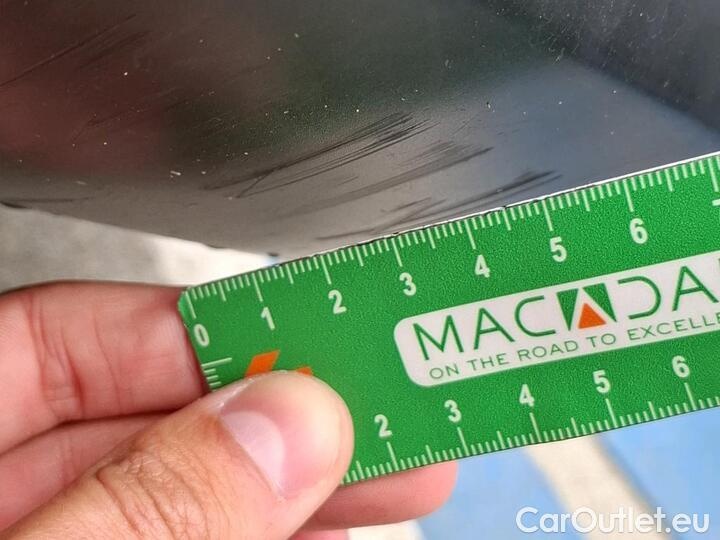 0 1 2 3 4 5 6
MACADA
ON THE ROAD TO EXCELLE
2 3 4 5 6
CarOutlet.eu